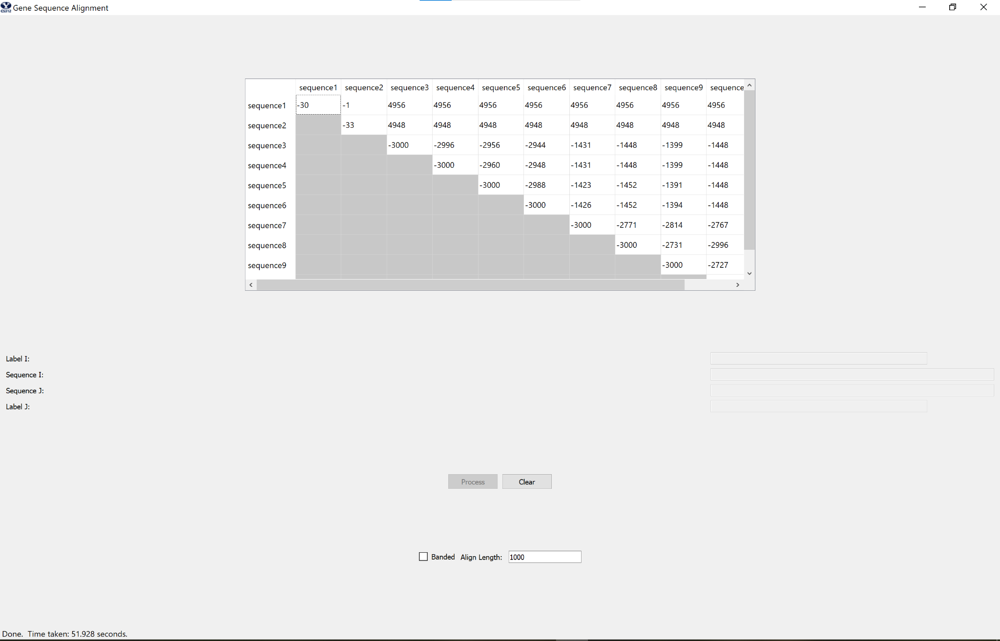 CS312 Gene Sequence Alignment
sequence1 sequence2 sequence3 sequence4 sequence5 sequence6 sequence7 sequence8 sequence9 sequence
sequence1 -30 -1 4956 4956 4956 4956 4956 4956 4956 4956
sequence2 -33 4948 4948 4948 4948 4948 4948 4948 4948
sequence3 -3000 -2996 -2956 -2944 -1431 -1448 -1399 -1448
sequence4 -3000 -2960 -2948 -1431 -1448 -1399 -1448
sequence5 -3000 -2988 -1423 -1452 -1391 -1448
sequence6 -3000 -1426 -1452 -1394 -1448
sequence7 -3000 -2771 -2814 -2767
sequence8 -3000 -2731 -2996
sequence9 -3000 -2727
Label I:
Sequence I:
Sequence J:
Label J:
Process Clear
Banded Align Length: 1000
Done. Time taken: 51.928 seconds.